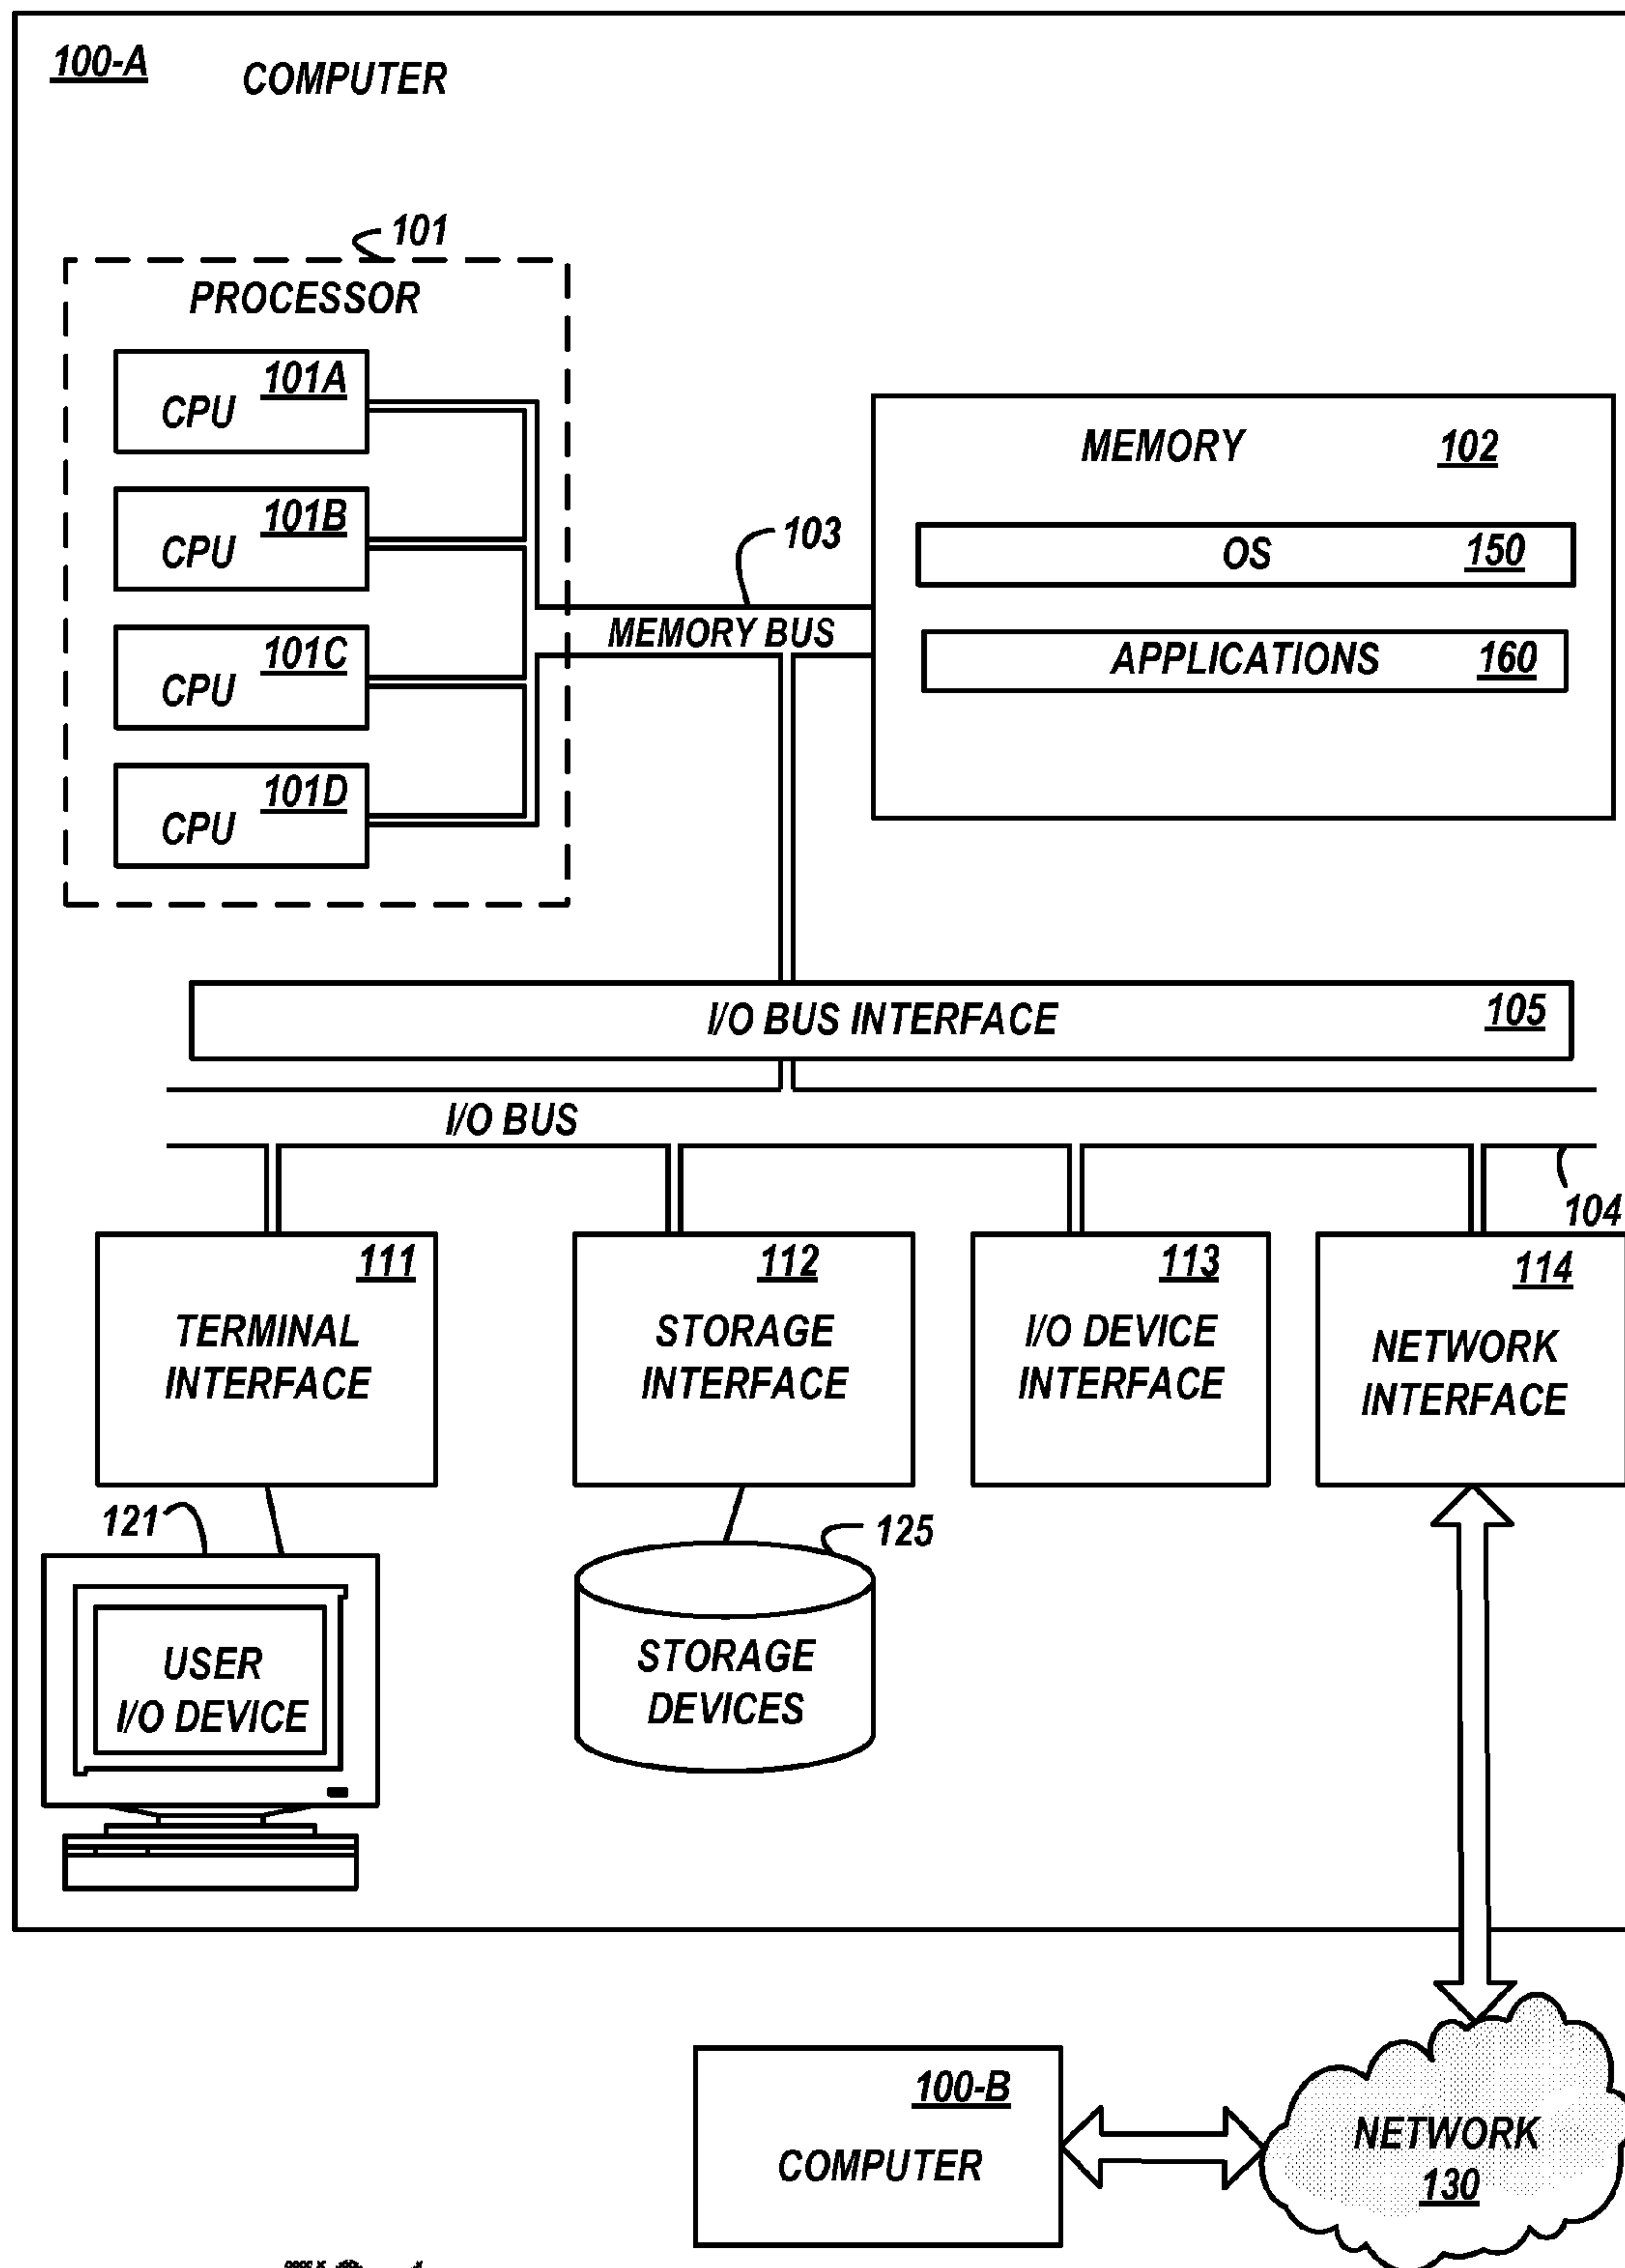 100-A
COMPUTER
101
PROCESSOR
101A
CPU
101B
CPU
101C
CPU
101D
CPU
103
MEMORY BUS
MEMORY 102
OS 150
APPLICATIONS 160
I/O BUS INTERFACE 105
I/O BUS
104
111
TERMINAL
INTERFACE
112
STORAGE
INTERFACE
113
I/O DEVICE
INTERFACE
114
NETWORK
INTERFACE
121
USER
I/O DEVICE
125
STORAGE
DEVICES
100-B
COMPUTER
NETWORK
130